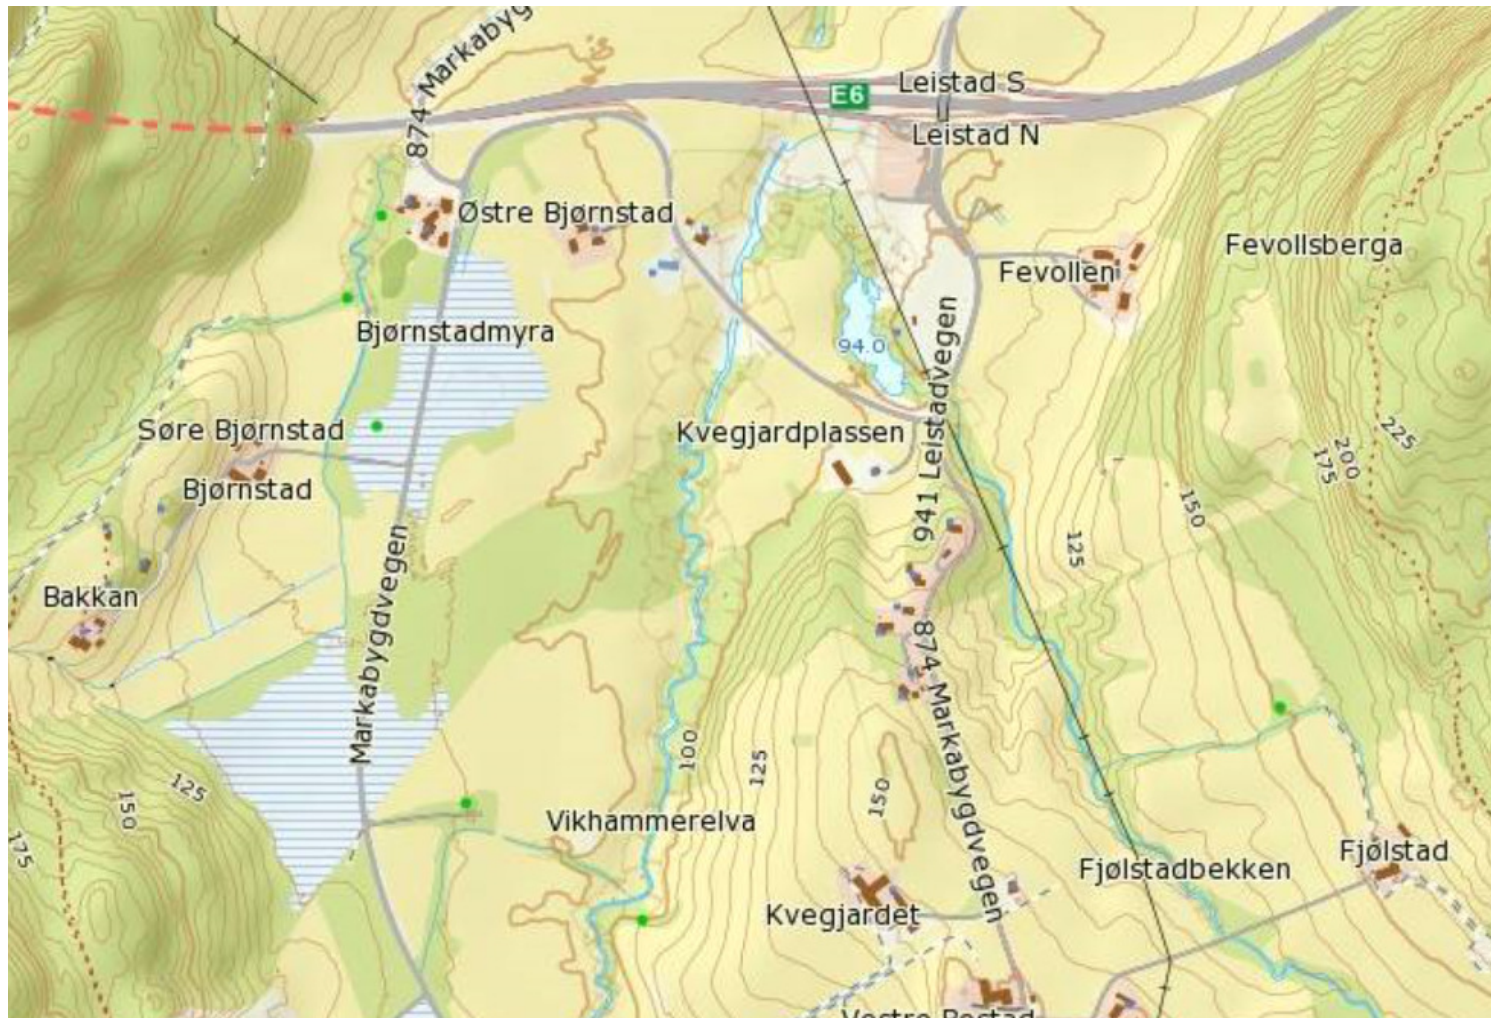 874 Markabyg
Leistad S
E6
Leistad N
Østre Bjørnstad
Fevollsberga
Fevollen
Bjørnstadmyra
94.0
941 Leistadvegen
Søre Bjørnstad
Kvegjardplassen
225
200
175
Bjørnstad
150
125
Bakkan
Markabygdvegen
874 Markabygdvegen
100
125
150
125
150
175
Vikhammerelva
Fjølstad
Fjølstadbekken
Kvegjardet